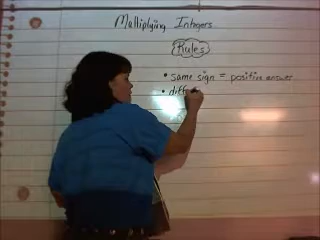 Multiplying Integers
Rules
• same sign = positive answer
• diff